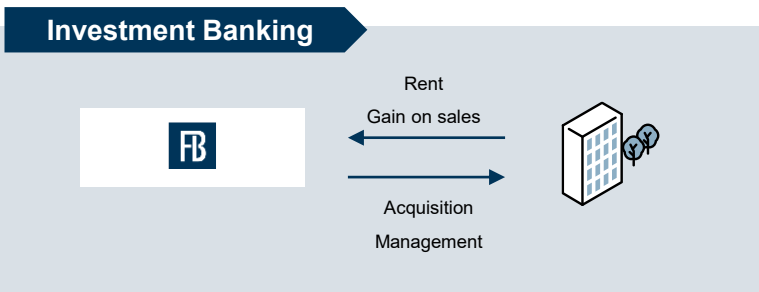 Investment Banking
Rent
Gain on sales
FB
Acquisition
Management